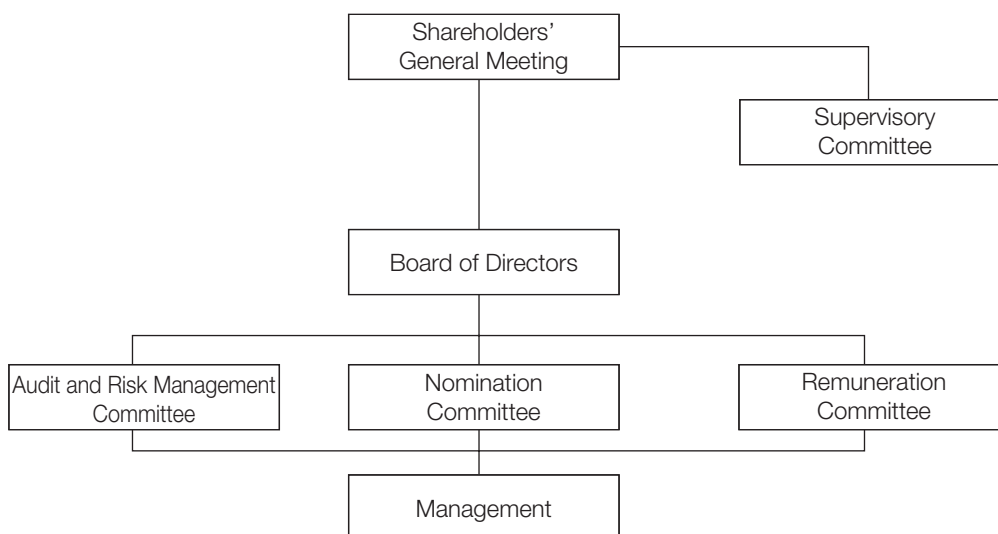 Shareholders’
General Meeting
Supervisory
Committee
Board of Directors
Audit and Risk Management
Committee
Nomination
Committee
Remuneration
Committee
Management